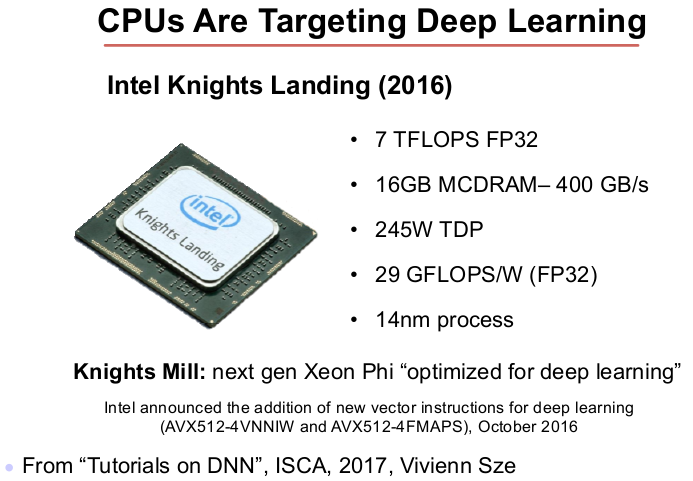 CPUs Are Targeting Deep Learning
Intel Knights Landing (2016)
• 7 TFLOPS FP32
• 16GB MCDRAM– 400 GB/s
• 245W TDP
• 29 GFLOPS/W (FP32)
• 14nm process
intel
Knights Landing
Knights Mill: next gen Xeon Phi “optimized for deep learning”
Intel announced the addition of new vector instructions for deep learning
(AVX512-4VNNIW and AVX512-4FMAPS), October 2016
• From “Tutorials on DNN”, ISCA, 2017, Vivienn Sze